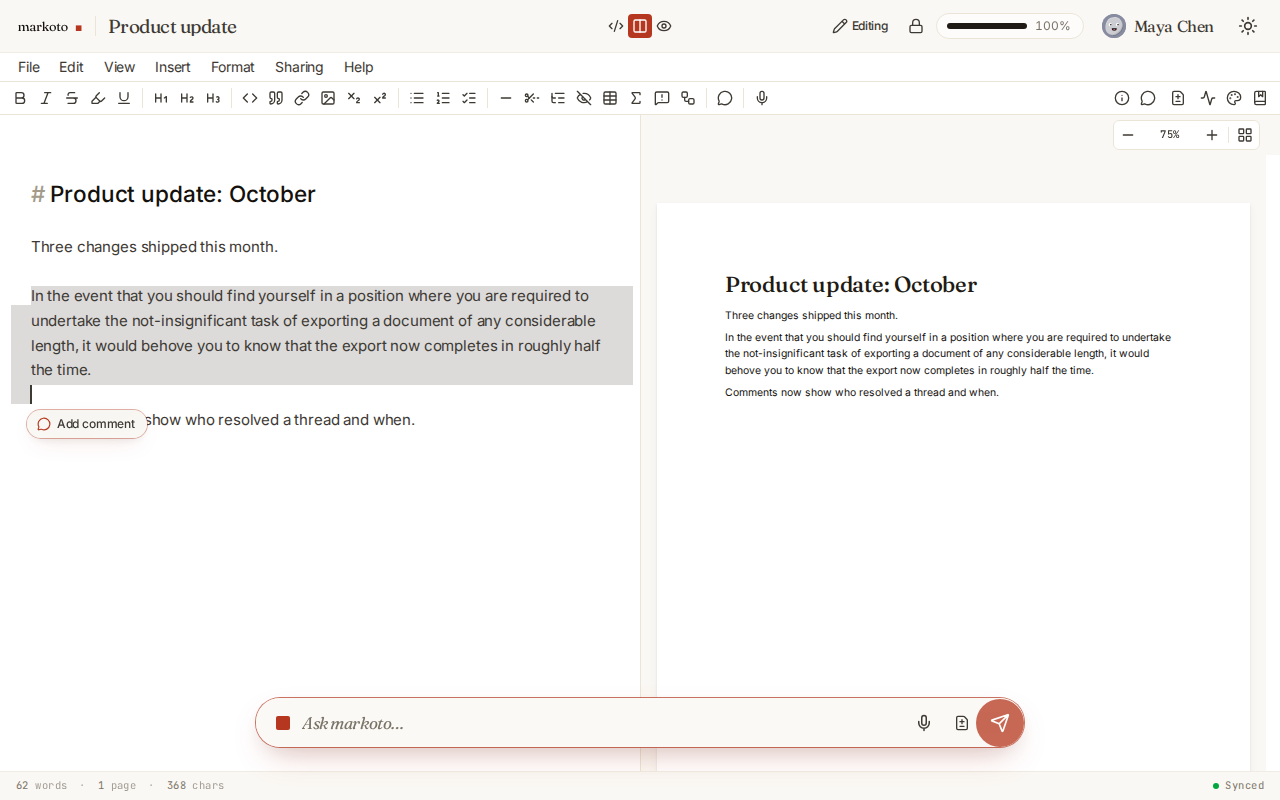 markoto
Product update
Editing
100%
Maya Chen
File Edit View Insert Format Sharing Help
B I S U H1 H2 H3
75%
# Product update: October
Three changes shipped this month.
In the event that you should find yourself in a position where you are required to
undertake the not-insignificant task of exporting a document of any considerable
length, it would behove you to know that the export now completes in roughly half
the time.
show who resolved a thread and when.
Add comment
Product update: October
Three changes shipped this month.
In the event that you should find yourself in a position where you are required to undertake
the not-insignificant task of exporting a document of any considerable length, it would
behove you to know that the export now completes in roughly half the time.
Comments now show who resolved a thread and when.
Ask markoto...
62 words · 1 page · 368 chars
Synced